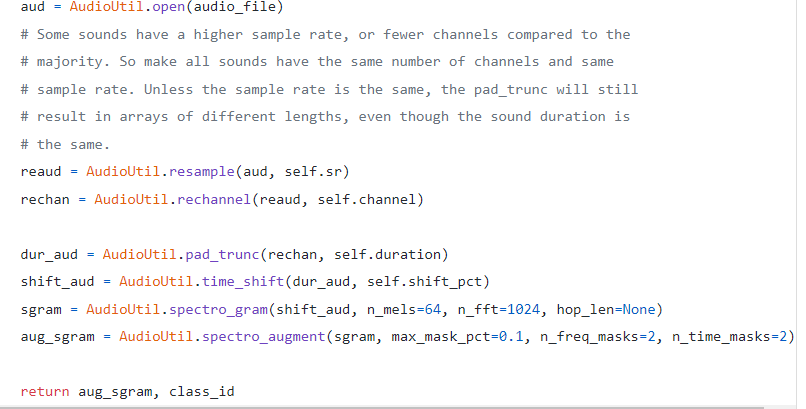 aud = AudioUtil.open(audio_file)
# Some sounds have a higher sample rate, or fewer channels compared to the
# majority. So make all sounds have the same number of channels and same
# sample rate. Unless the sample rate is the same, the pad_trunc will still
# result in arrays of different lengths, even though the sound duration is
# the same.
reaud = AudioUtil.resample(aud, self.sr)
rechan = AudioUtil.rechannel(reaud, self.channel)
dur_aud = AudioUtil.pad_trunc(rechan, self.duration)
shift_aud = AudioUtil.time_shift(dur_aud, self.shift_pct)
sgram = AudioUtil.spectro_gram(shift_aud, n_mels=64, n_fft=1024, hop_len=None)
aug_sgram = AudioUtil.spectro_augment(sgram, max_mask_pct=0.1, n_freq_masks=2, n_time_masks=2)
return aug_sgram, class_id